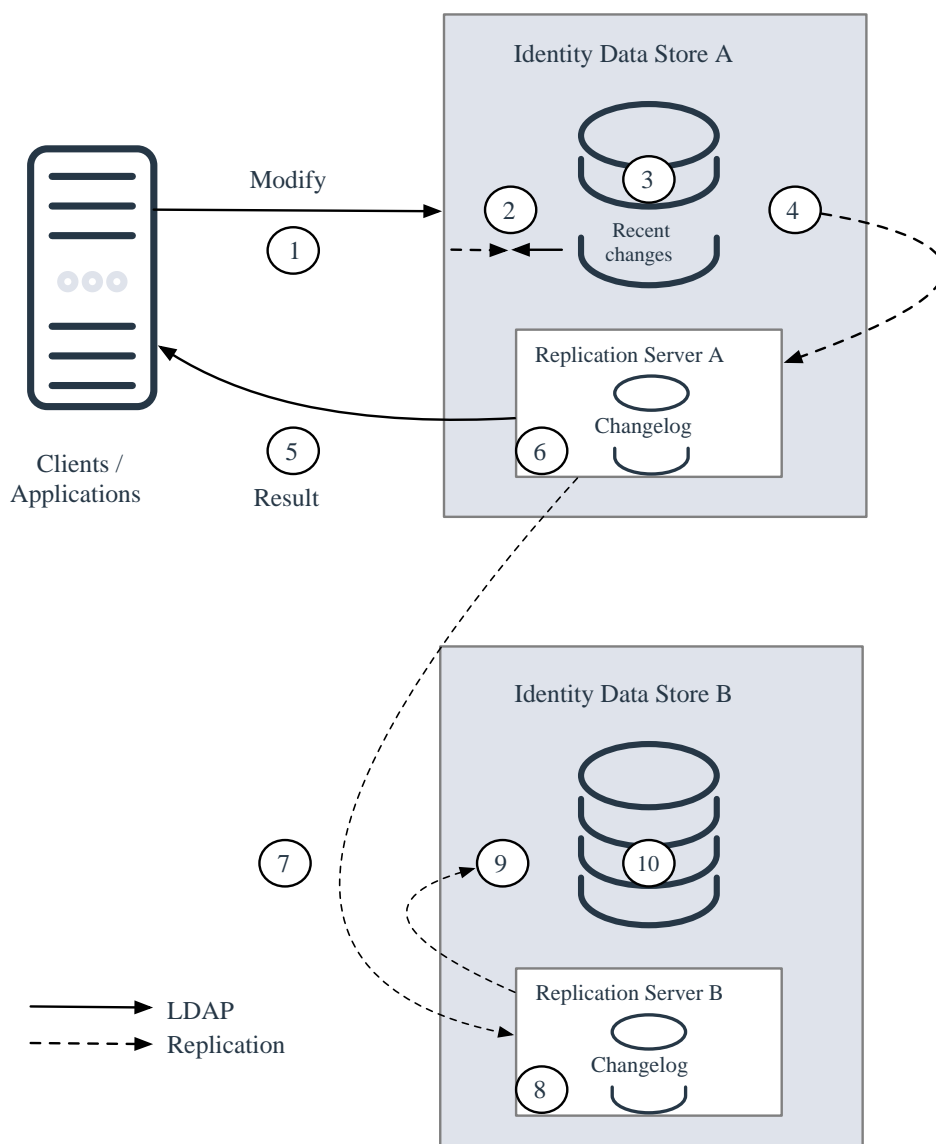 Identity Data Store A
Modify
1
2
3
4
Recent
changes
Replication Server A
Changelog
5
6
Result
Clients /
Applications
Identity Data Store B
7
9
10
Replication Server B
Changelog
8
LDAP
Replication